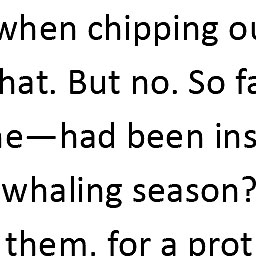 when chipping ou
hat. But no. So fa
ne—had been ins
whaling season?
them. for a prot